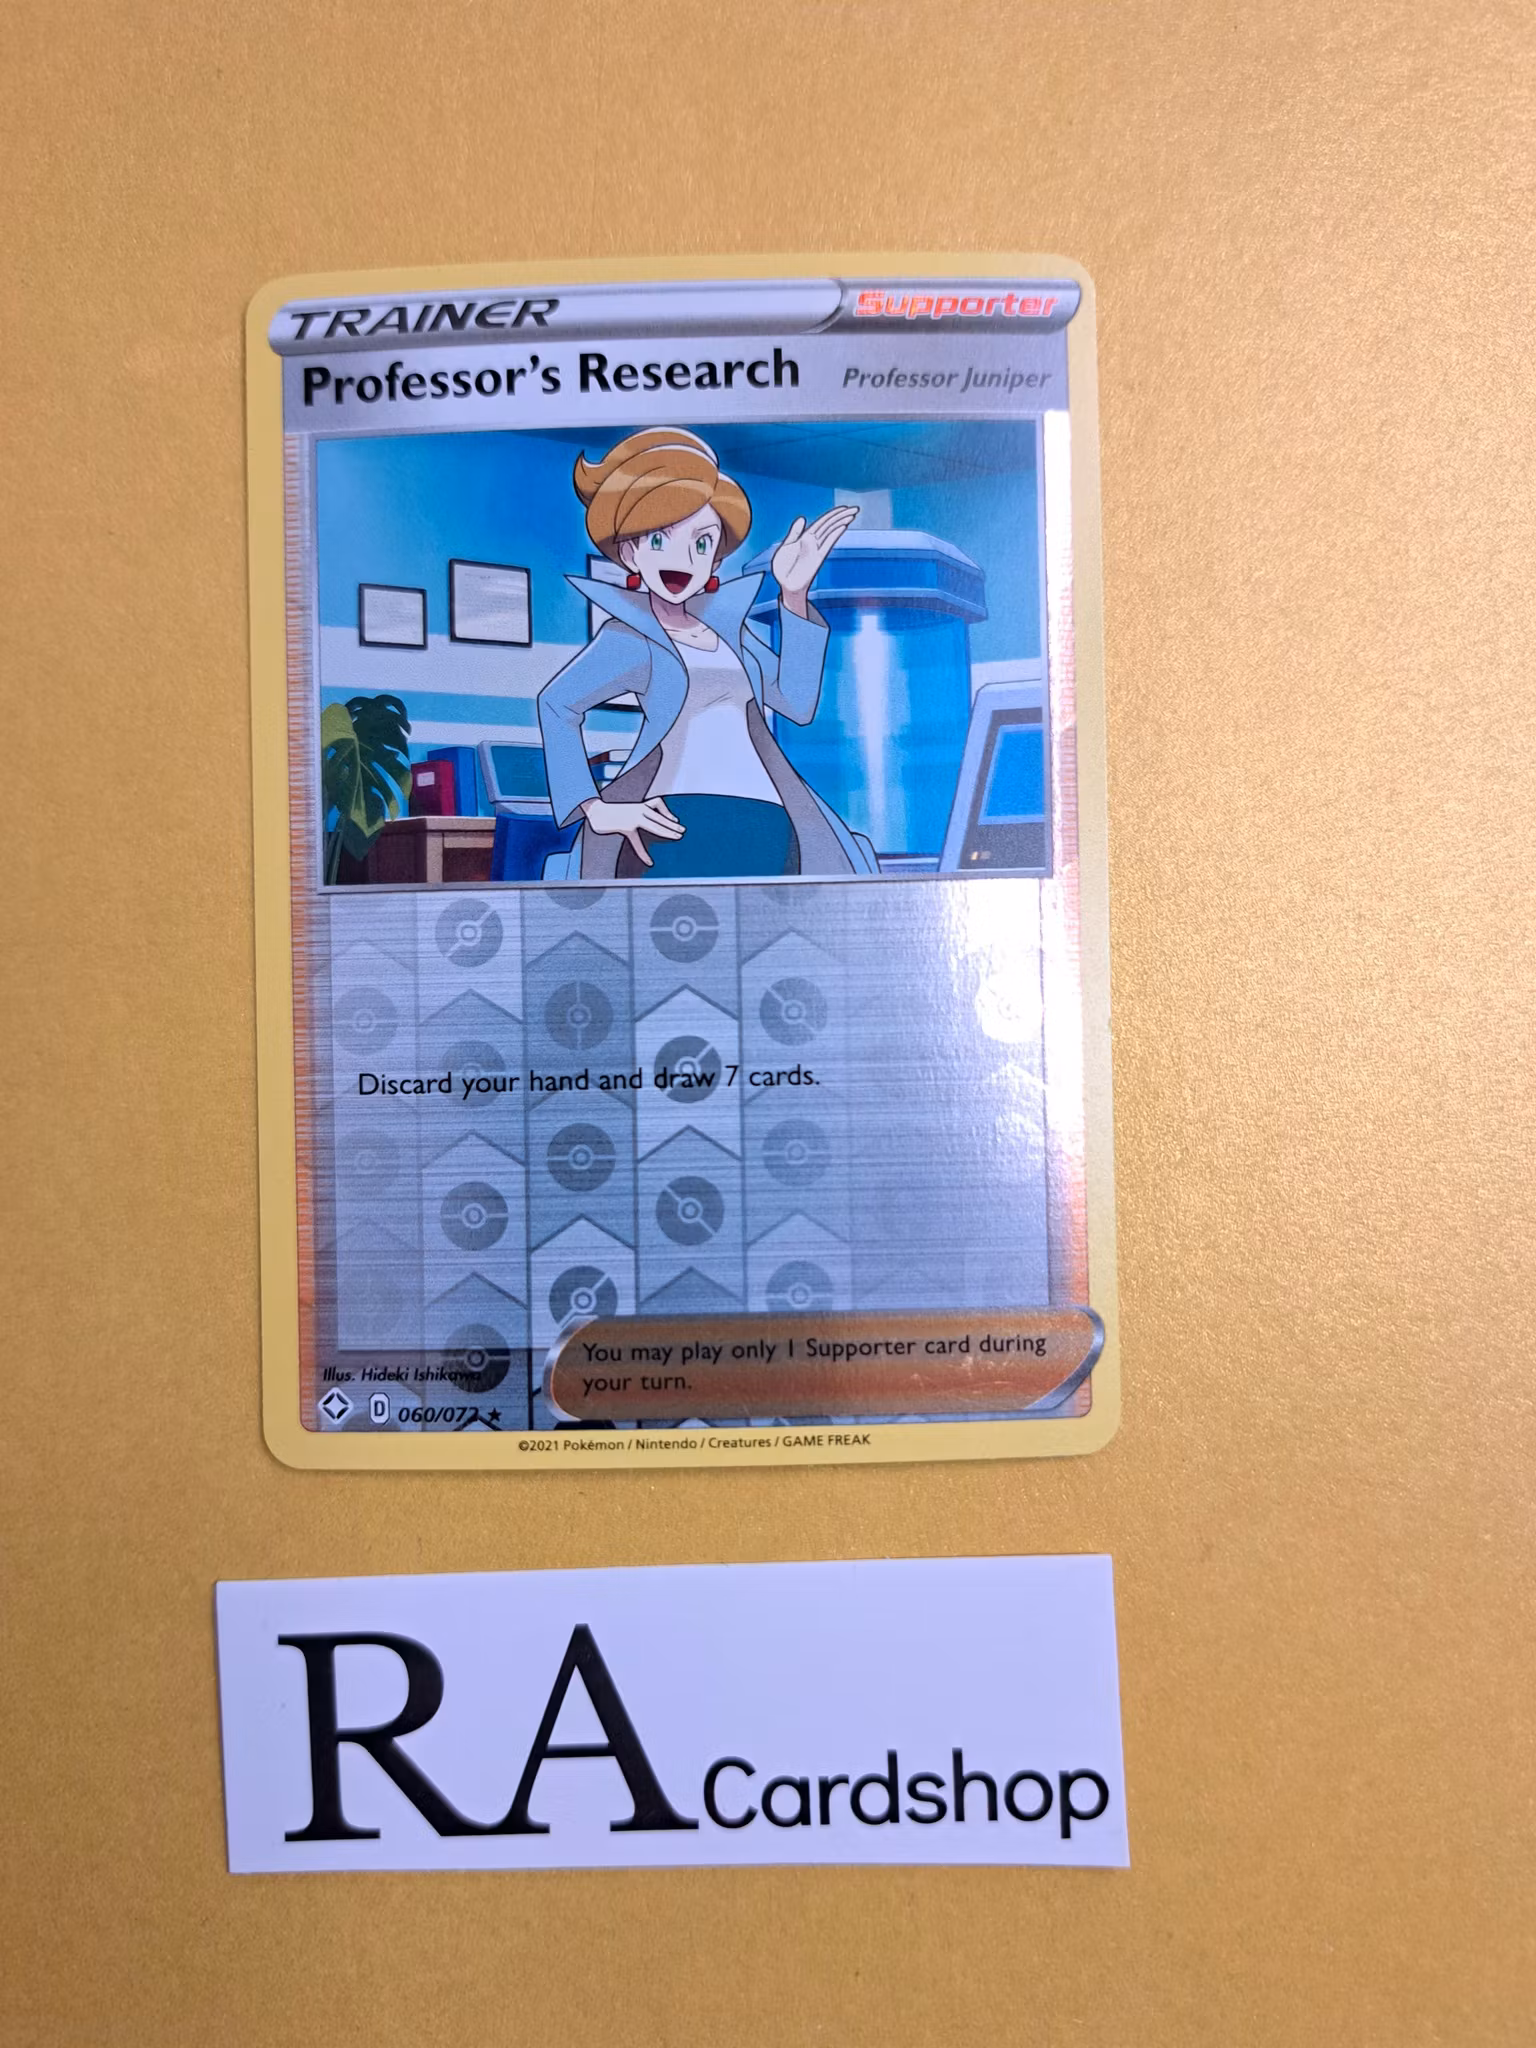 TRAINER Supporter
Professor's Research Professor Juniper
Discard your hand and draw 7 cards.
You may play only 1 Supporter card during
your turn.
Illus. Hideki Ishikawa
D 060/072 ★
©2021 Pokémon / Nintendo / Creatures / GAME FREAK
RA Cardshop